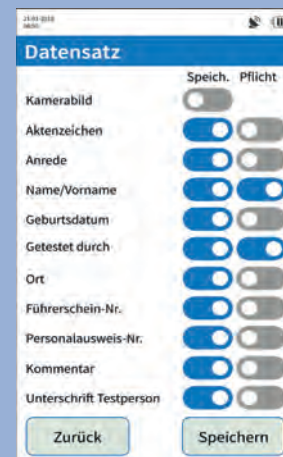 Datensatz
Speich. Pflicht
Kamerabild
Aktenzeichen
Anrede
Name/Vorname
Geburtsdatum
Getestet durch
Ort
Führerschein-Nr.
Personalausweis-Nr.
Kommentar
Unterschrift Testperson
Zurück Speichern